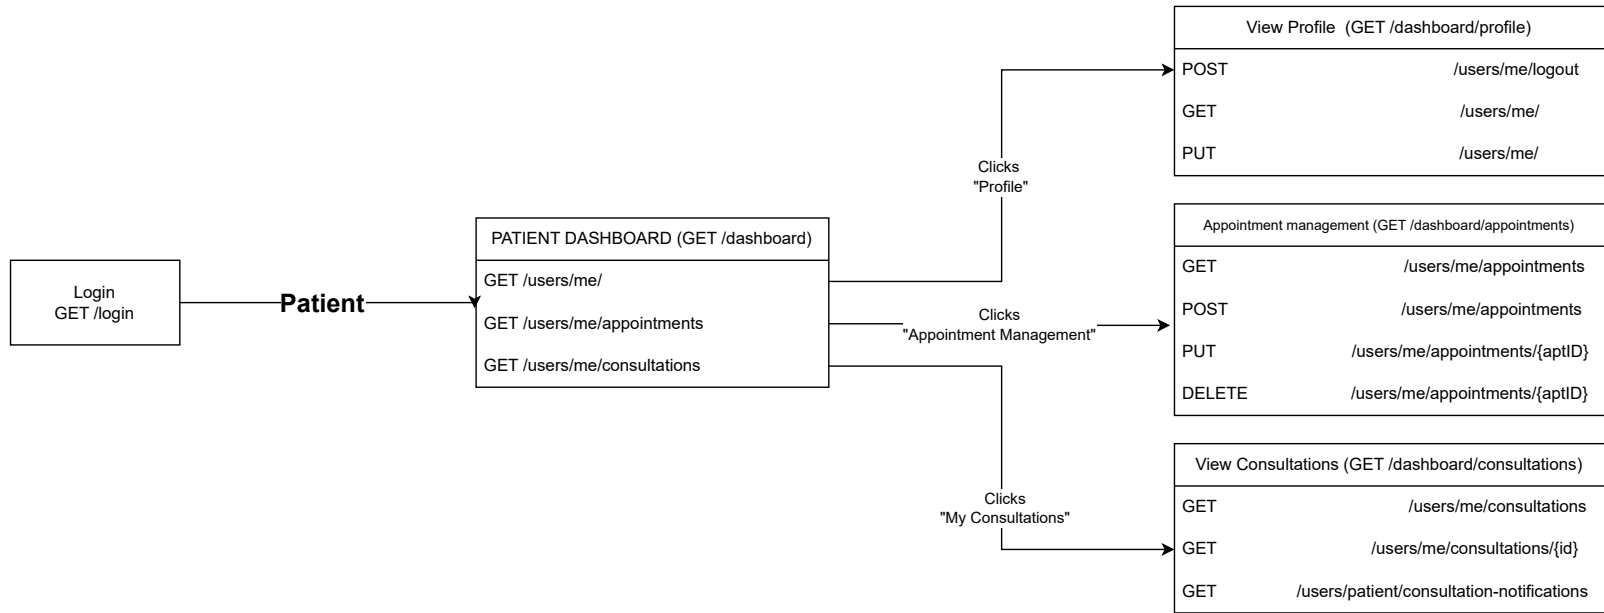 Login
GET /login
Patient
PATIENT DASHBOARD (GET /dashboard)
GET /users/me/
GET /users/me/appointments
GET /users/me/consultations
Clicks
"Profile"
Clicks
"Appointment Management"
Clicks
"My Consultations"
View Profile (GET /dashboard/profile)
POST /users/me/logout
GET /users/me/
PUT /users/me/
Appointment management (GET /dashboard/appointments)
GET /users/me/appointments
POST /users/me/appointments
PUT /users/me/appointments/{aptID}
DELETE /users/me/appointments/{aptID}
View Consultations (GET /dashboard/consultations)
GET /users/me/consultations
GET /users/me/consultations/{id}
GET /users/patient/consultation-notifications